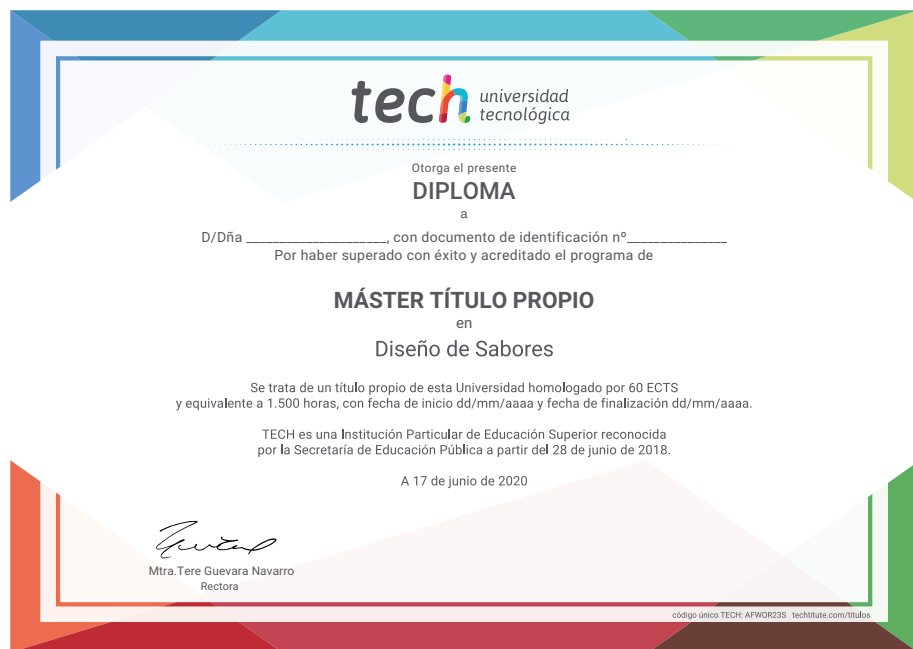 tech universidad
tecnológica
Otorga el presente
DIPLOMA
a
D/Dña ______________________, con documento de identificación nº________________
Por haber superado con éxito y acreditado el programa de
MÁSTER TÍTULO PROPIO
en
Diseño de Sabores
Se trata de un título propio de esta Universidad homologado por 60 ECTS
y equivalente a 1.500 horas, con fecha de inicio dd/mm/aaaa y fecha de finalización dd/mm/aaaa.
TECH es una Institución Particular de Educación Superior reconocida
por la Secretaría de Educación Pública a partir del 28 de junio de 2018.
A 17 de junio de 2020
Mtra.Tere Guevara Navarro
Rectora
código único TECH: AFWOR23S techtitute.com/titulos